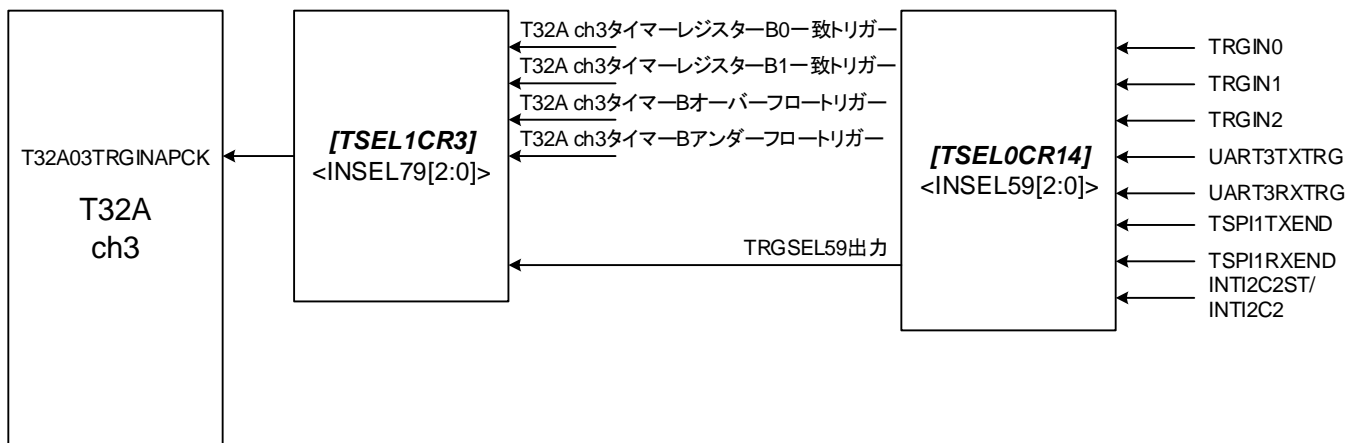 T32A03TRGINAPCK
T32A
ch3
[TSEL1CR3]
<INSEL79[2:0]>
T32A ch3タイマーレジスターB0一致トリガー
T32A ch3タイマーレジスターB1一致トリガー
T32A ch3タイマーBオーバーフロートリガー
T32A ch3タイマーBアンダーフロートリガー
TRGSEL59出力
[TSEL0CR14]
<INSEL59[2:0]>
TRGIN0
TRGIN1
TRGIN2
UART3TXTRG
UART3RXTRG
TSPI1TXEND
TSPI1RXEND
INTI2C2ST/
INTI2C2